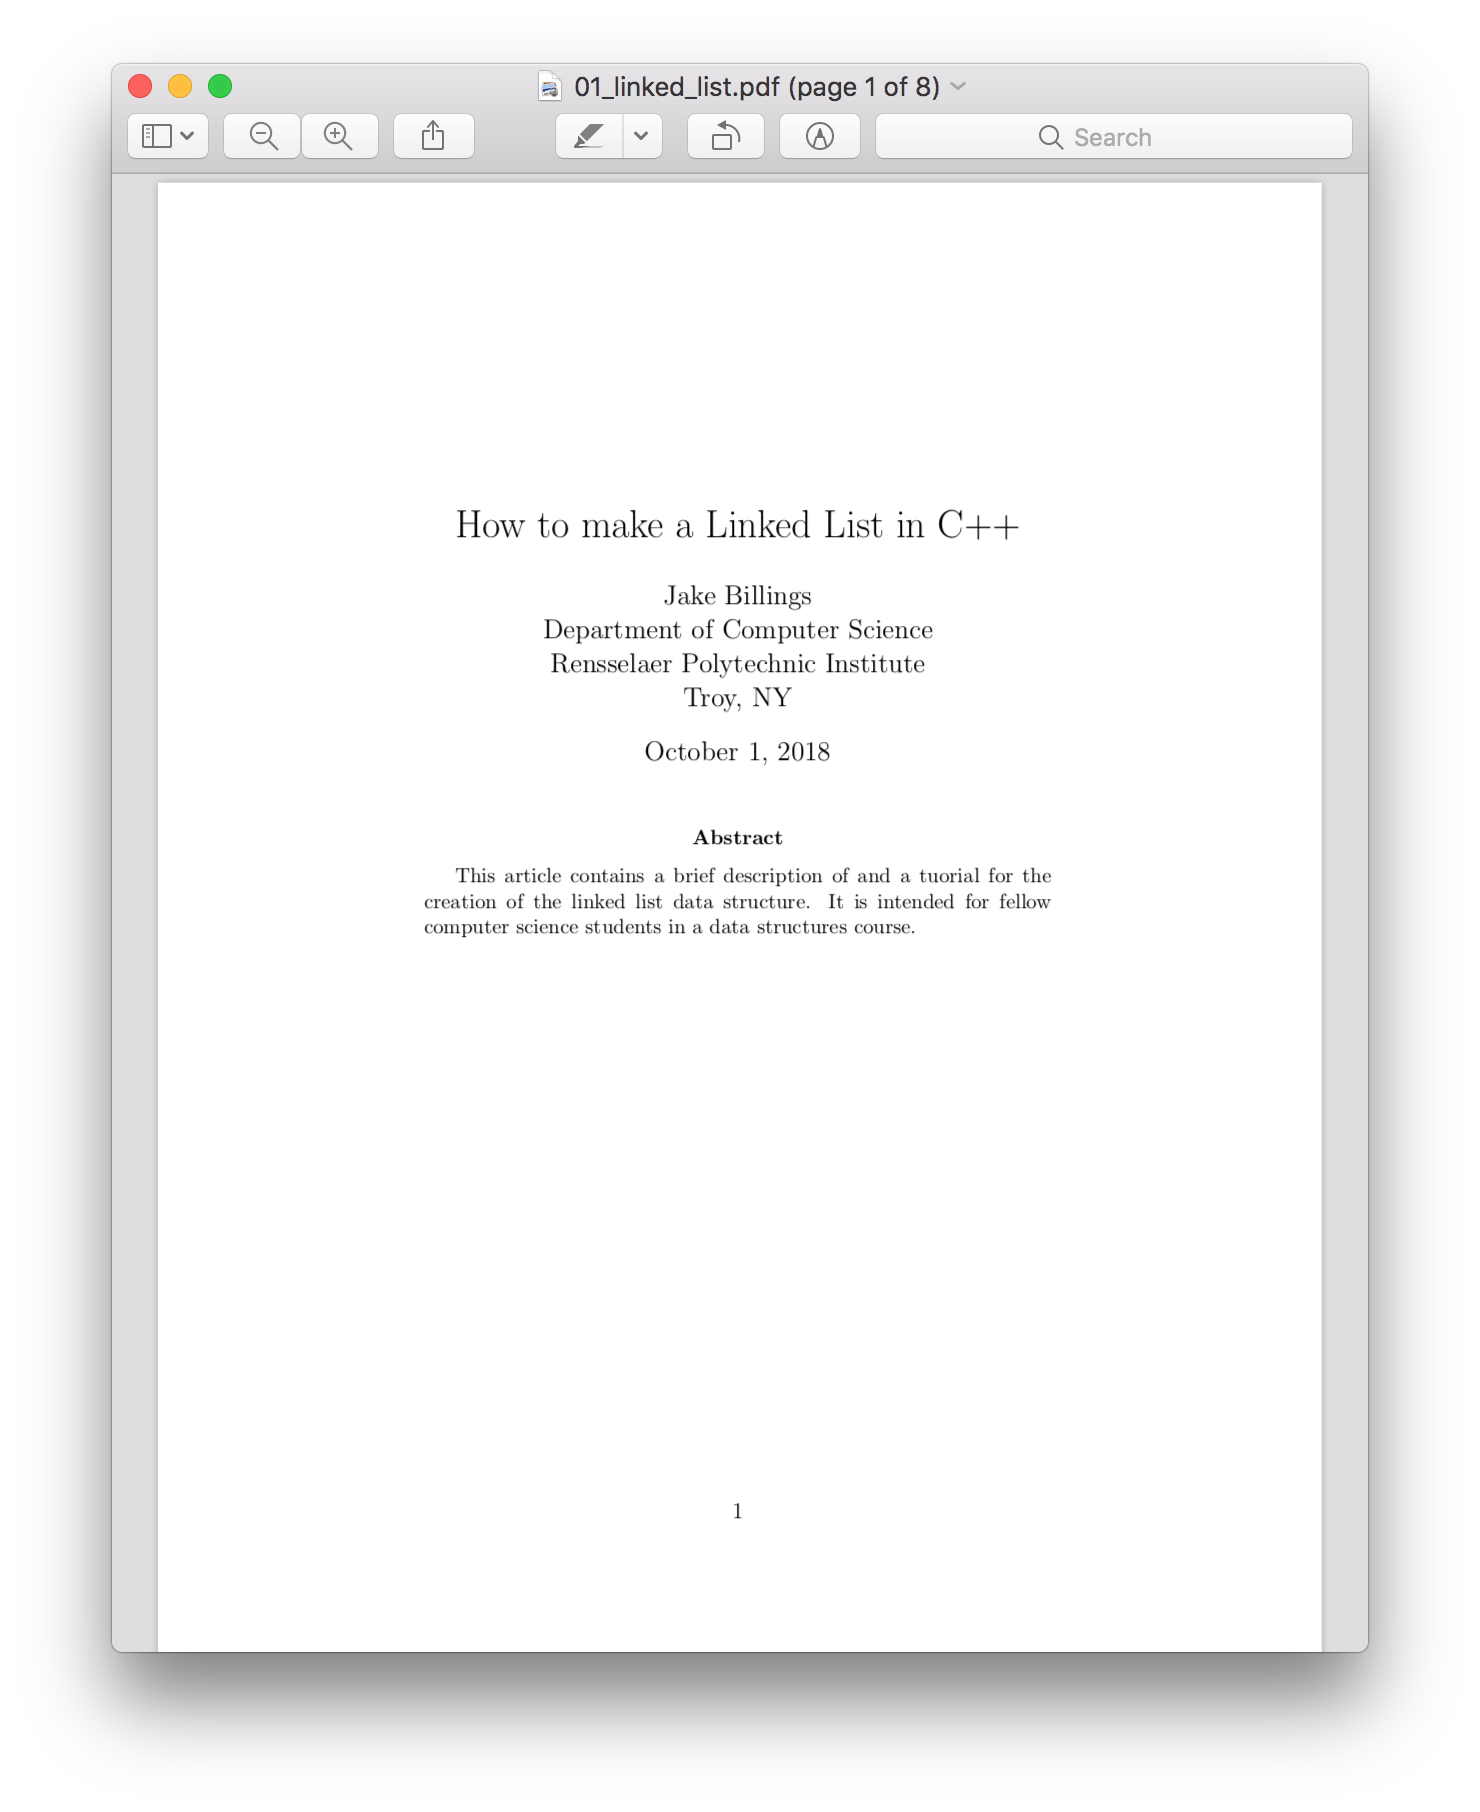 01_linked_list.pdf (page 1 of 8)
Search
How to make a Linked List in C++
Jake Billings
Department of Computer Science
Rensselaer Polytechnic Institute
Troy, NY
October 1, 2018
Abstract
This article contains a brief description of and a tuorial for the
creation of the linked list data structure. It is intended for fellow
computer science students in a data structures course.
1